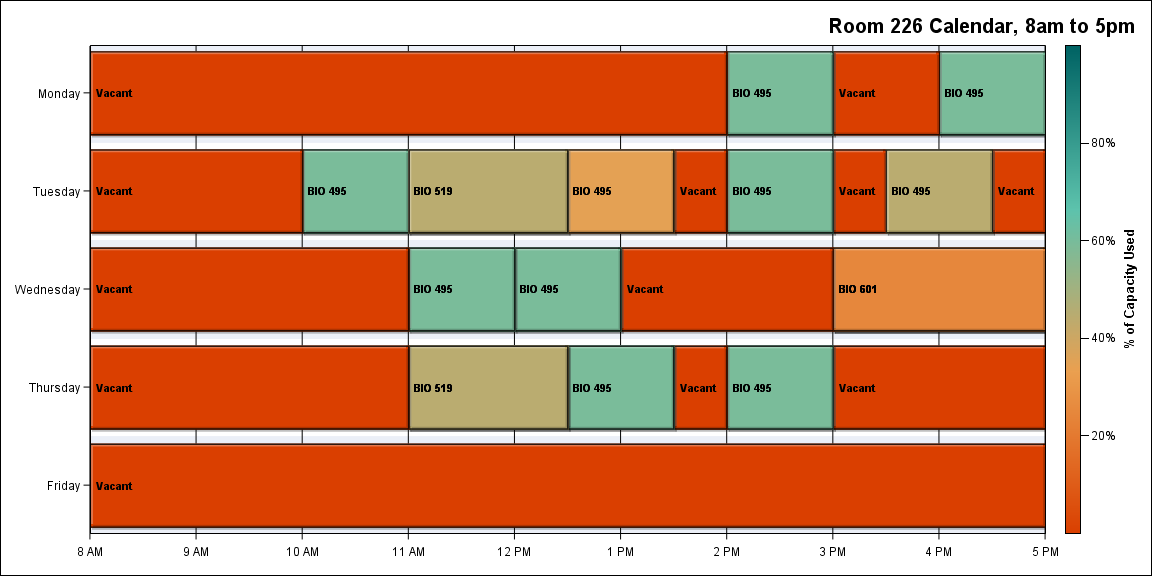 Room 226 Calendar, 8am to 5pm
Monday
Vacant
BIO 495
Vacant
BIO 495
Tuesday
Vacant
BIO 495
BIO 519
BIO 495
Vacant
BIO 495
Vacant
BIO 495
Vacant
Wednesday
Vacant
BIO 495
BIO 495
Vacant
BIO 601
Thursday
Vacant
BIO 519
BIO 495
Vacant
BIO 495
Vacant
Friday
Vacant
8 AM
9 AM
10 AM
11 AM
12 PM
1 PM
2 PM
3 PM
4 PM
5 PM
80%
60%
40%
20%
% of Capacity Used